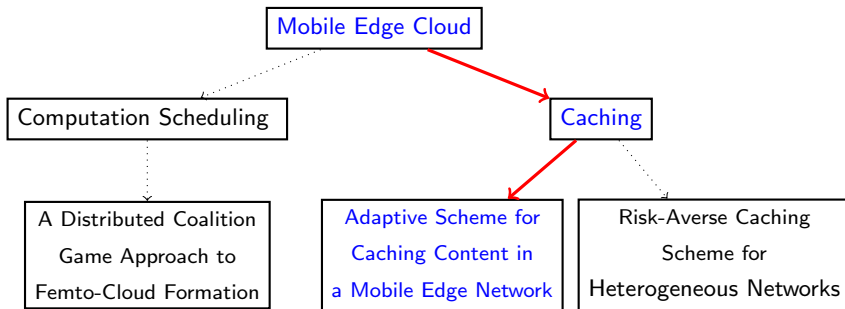 Mobile Edge Cloud
Computation Scheduling
Caching
A Distributed Coalition
Game Approach to
Femto-Cloud Formation
Adaptive Scheme for
Caching Content in
a Mobile Edge Network
Risk-Averse Caching
Scheme for
Heterogeneous Networks